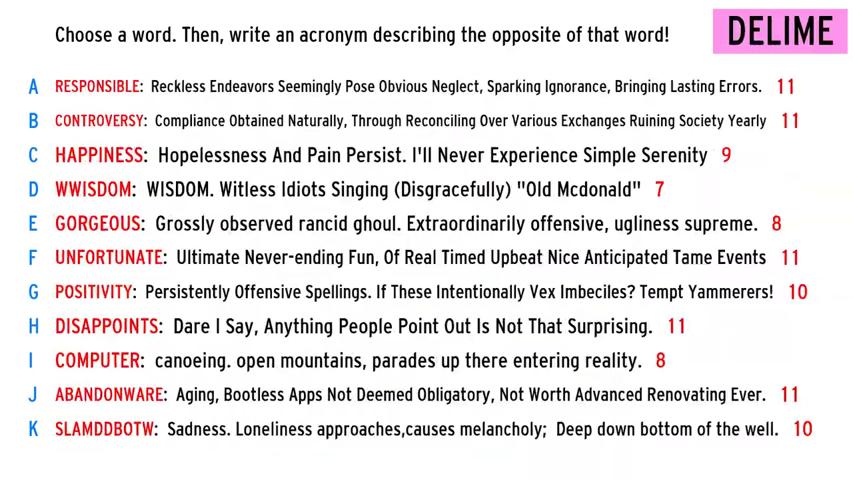 Choose a word. Then, write an acronym describing the opposite of that word!
DELIME
A RESPONSIBLE: Reckless Endeavors Seemingly Pose Obvious Neglect, Sparking Ignorance, Bringing Lasting Errors. 11
B CONTROVERSY: Compliance Obtained Naturally, Through Reconciling Over Various Exchanges Ruining Society Yearly 11
C HAPPINESS: Hopelessness And Pain Persist. I'll Never Experience Simple Serenity 9
D WWISDOM: WISDOM. Witless Idiots Singing (Disgracefully) "Old Mcdonald" 7
E GORGEOUS: Grossly observed rancid ghoul. Extraordinarily offensive, ugliness supreme. 8
F UNFORTUNATE: Ultimate Never-ending Fun, Of Real Timed Upbeat Nice Anticipated Tame Events 11
G POSITIVITY: Persistently Offensive Spellings. If These Intentionally Vex Imbeciles? Tempt Yammerers! 10
H DISAPPOINTS: Dare I Say, Anything People Point Out Is Not That Surprising. 11
I COMPUTER: canoeing. open mountains, parades up there entering reality. 8
J ABANDONWARE: Aging, Bootless Apps Not Deemed Obligatory, Not Worth Advanced Renovating Ever. 11
K SLAMDDBOTW: Sadness. Loneliness approaches,causes melancholy; Deep down bottom of the well. 10